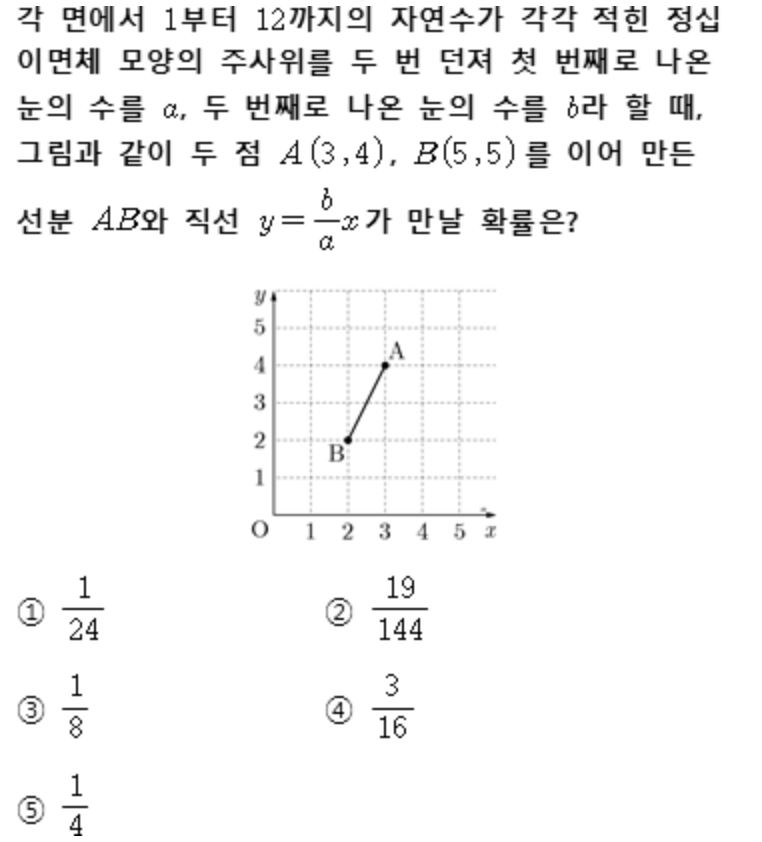 각 면에서 1부터 12까지의 자연수가 각각 적힌 정십
이면체 모양의 주사위를 두 번 던져 첫 번째로 나온
눈의 수를 a, 두 번째로 나온 눈의 수를 b라 할 때,
그림과 같이 두 점 A(3,4), B(5,5)를 이어 만든
선분 AB와 직선 y=\frac{b}{a}x가 만날 확률은?
y
5
A
4
3
2
B
1
O 1 2 3 4 5 x
① \frac{1}{24} ② \frac{19}{144}
③ \frac{1}{8} ④ \frac{3}{16}
⑤ \frac{1}{4}